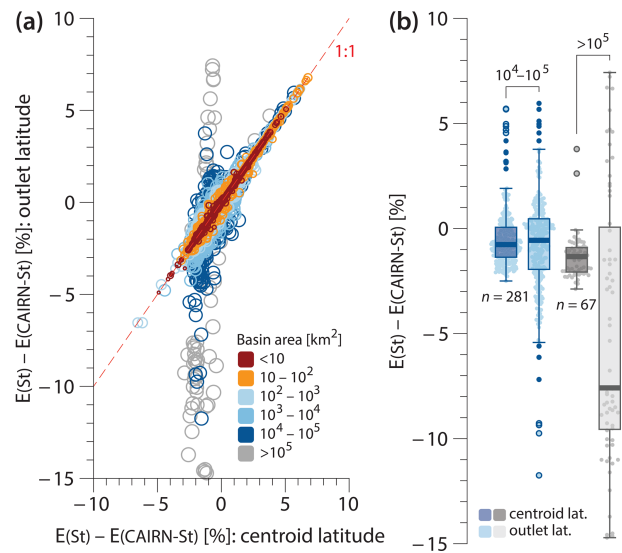 (a)
10
5
0
−5
−10
−15
E(St) − E(CAIRN-St) [%]: outlet latitude
1:1
Basin area [km²]
<10
10 – 10²
10² – 10³
10³ – 10⁴
10⁴ – 10⁵
>10⁵
−10
−5
0
5
10
E(St) − E(CAIRN-St) [%]: centroid latitude
(b)
10
5
0
−5
−10
−15
E(St) − E(CAIRN-St) [%]
10⁴–10⁵
>10⁵
n = 281
n = 67
centroid lat.
outlet lat.